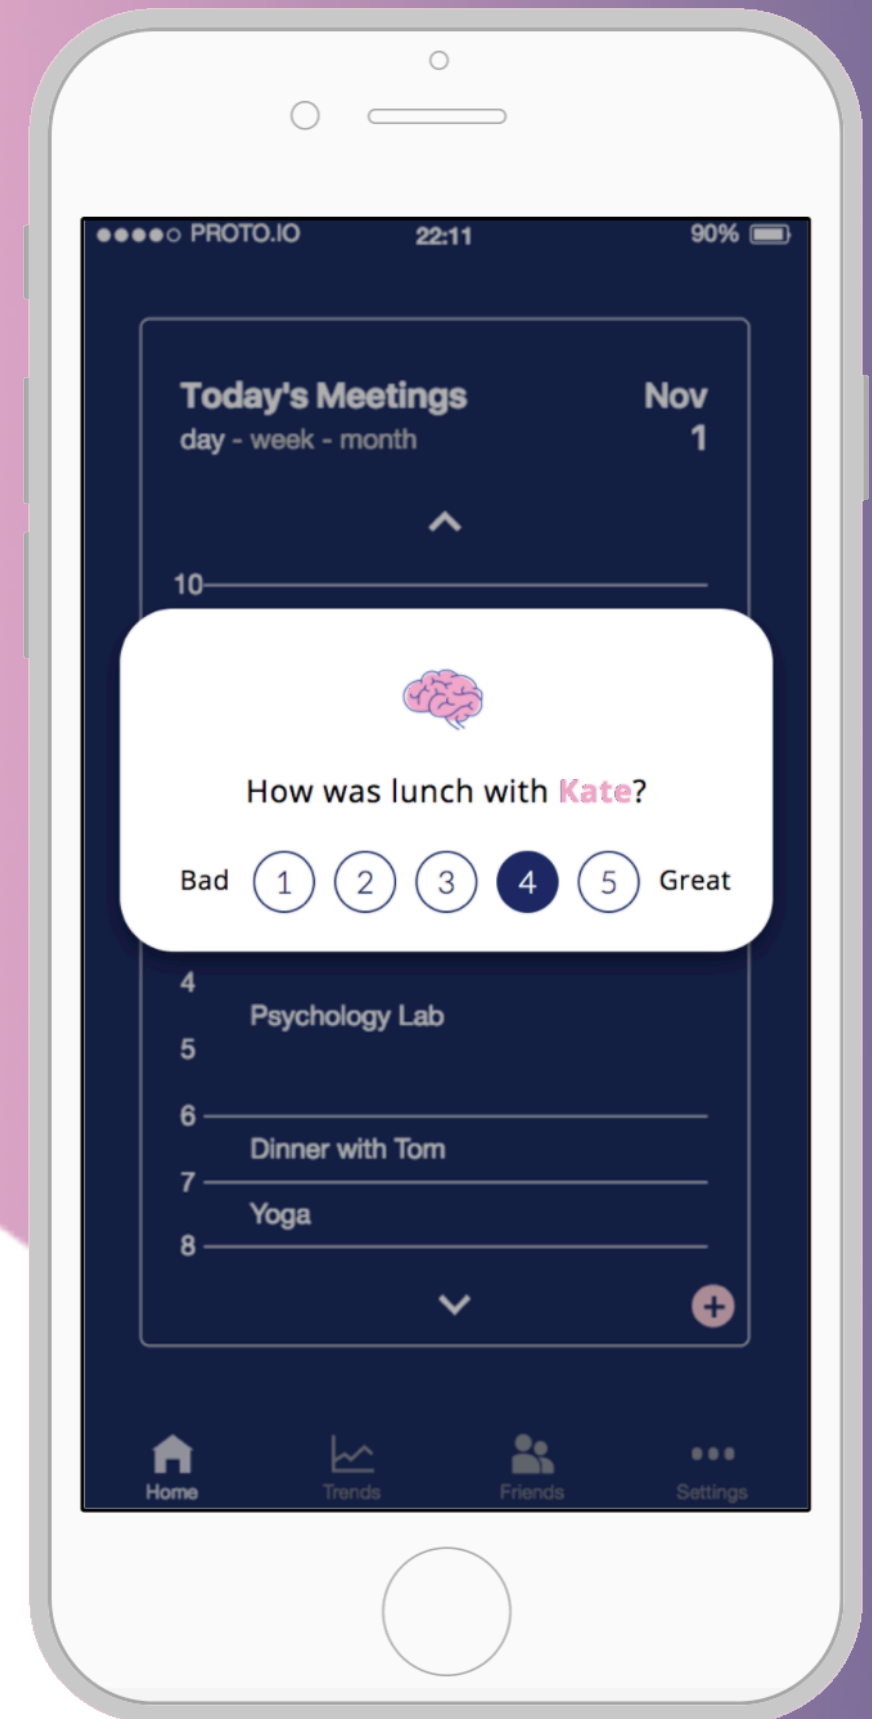 PROTO.IO 22:11 90%
Today's Meetings Nov
day - week - month 1
10
How was lunch with Kate?
Bad 1 2 3 4 5 Great
4
Psychology Lab
5
6
Dinner with Tom
7
Yoga
8
Home Trends Friends Settings